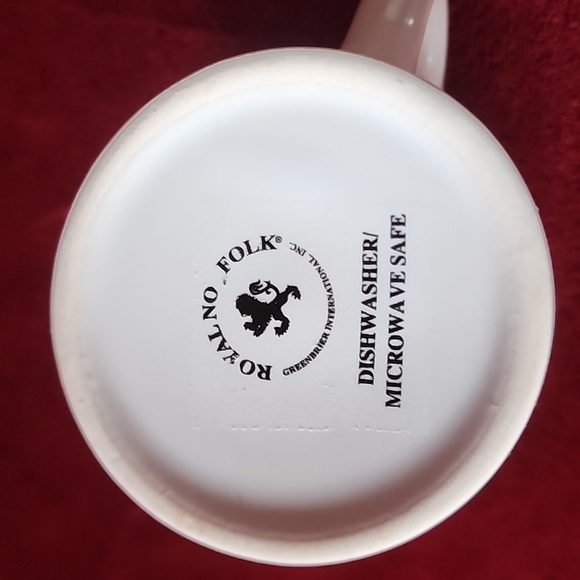 ROYAL NO FOLK®
GREENBRIER INTERNATIONAL, INC.
DISHWASHER/
MICROWAVE SAFE